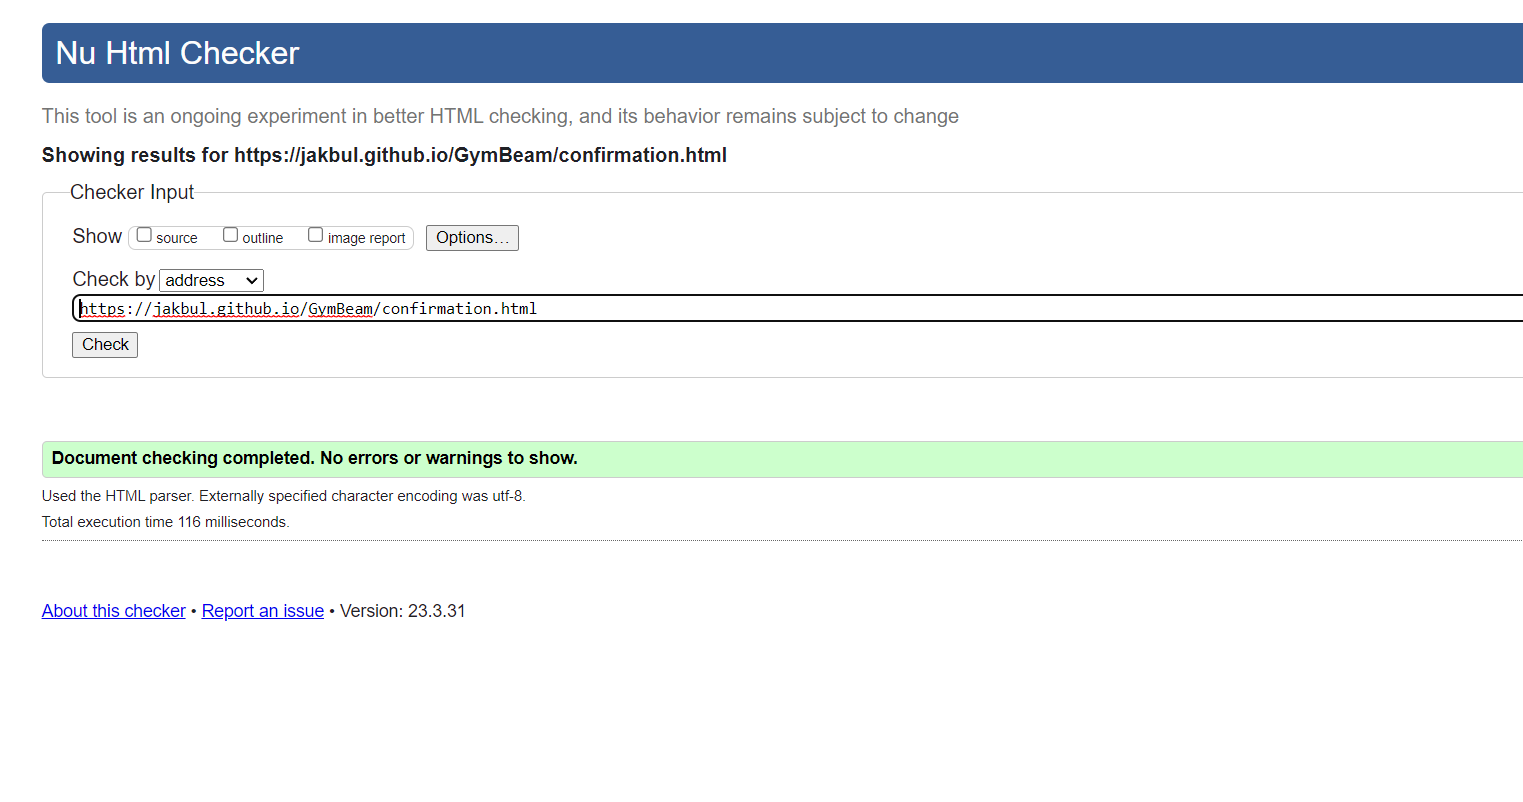 Nu Html Checker
This tool is an ongoing experiment in better HTML checking, and its behavior remains subject to change
Showing results for https://jakbul.github.io/GymBeam/confirmation.html
Checker Input
Show source outline image report Options...
Check by address
https://jakbul.github.io/GymBeam/confirmation.html
Check
Document checking completed. No errors or warnings to show.
Used the HTML parser. Externally specified character encoding was utf-8.
Total execution time 116 milliseconds.
About this checker • Report an issue • Version: 23.3.31